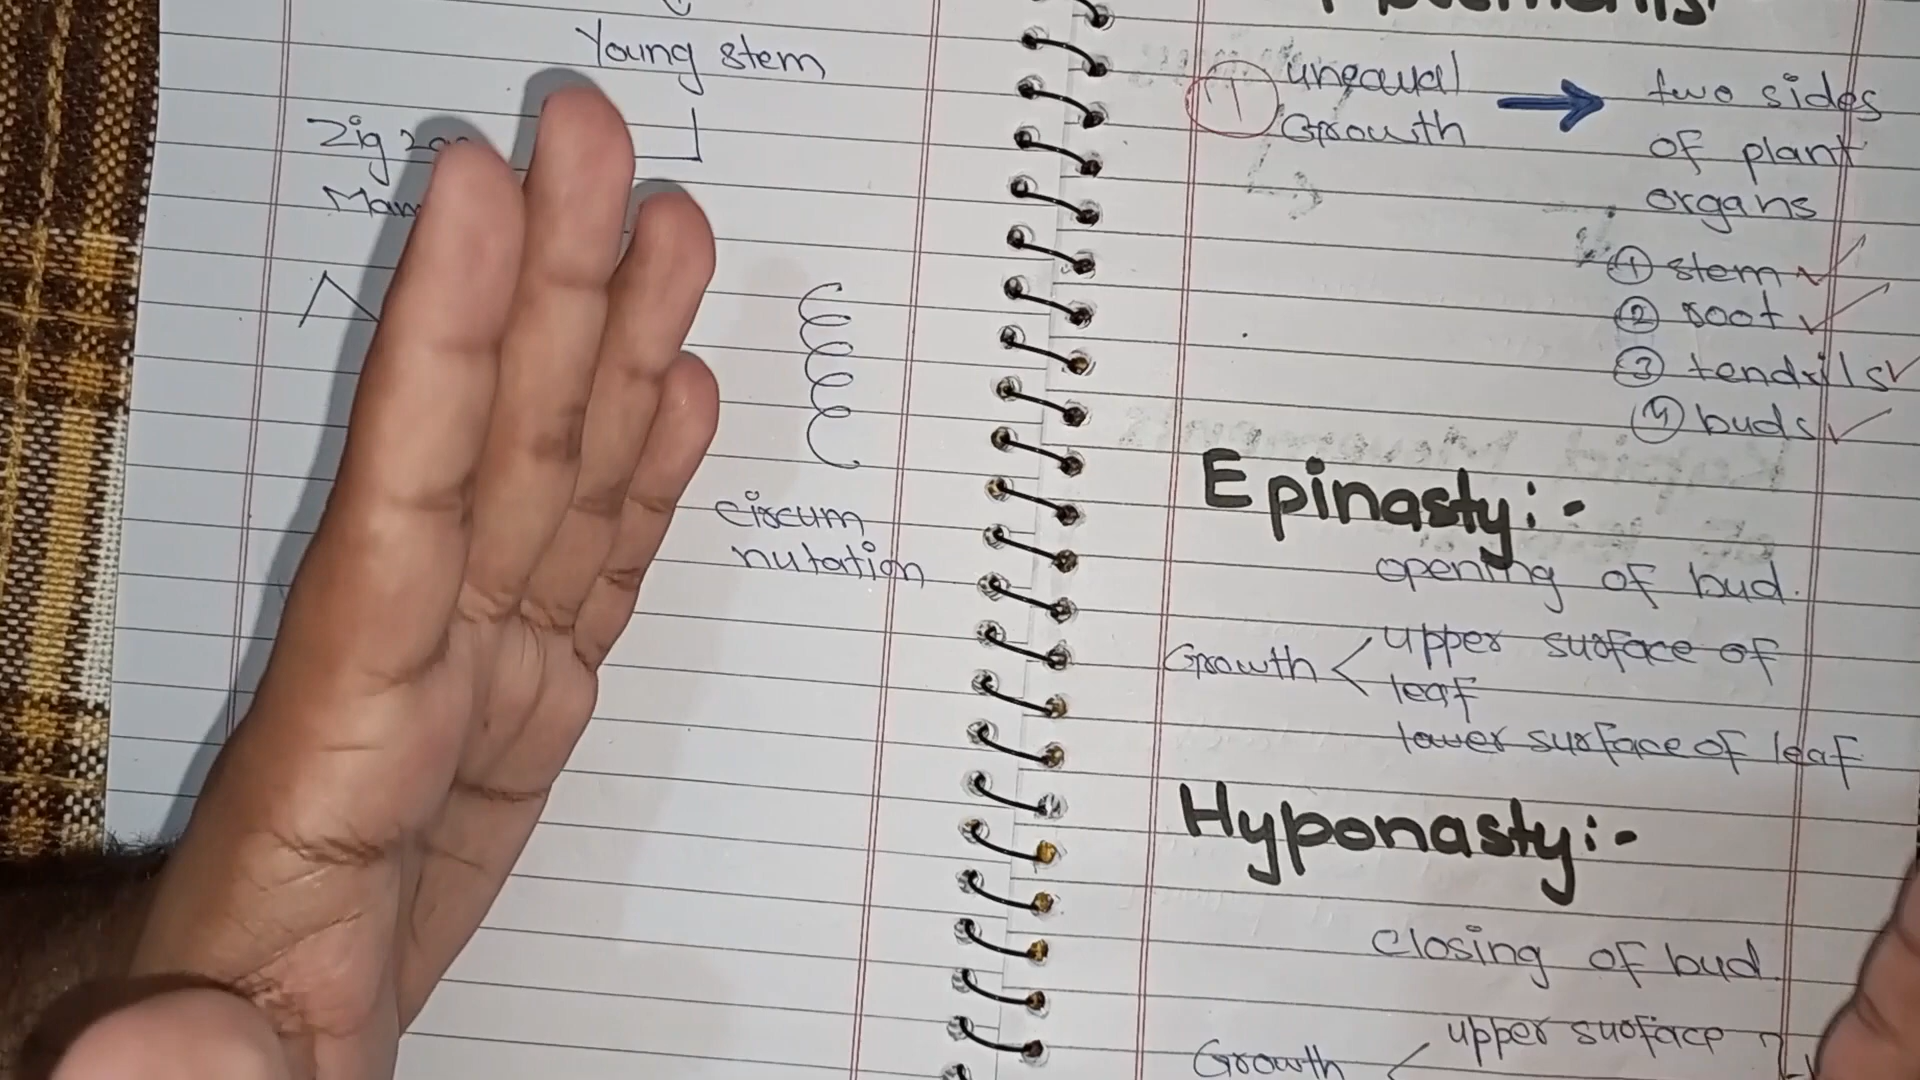 Young stem
Zig
circum
nutation
unequal
Growth → two sides
of plant
organs
① stem ✓
② root ✓
③ tendrils ✓
④ buds ✓
Epinasty:-
opening of bud.
Growth < upper surface of
leaf
lower surface of leaf
Hyponasty:-
closing of bud.
upper surface
Growth <